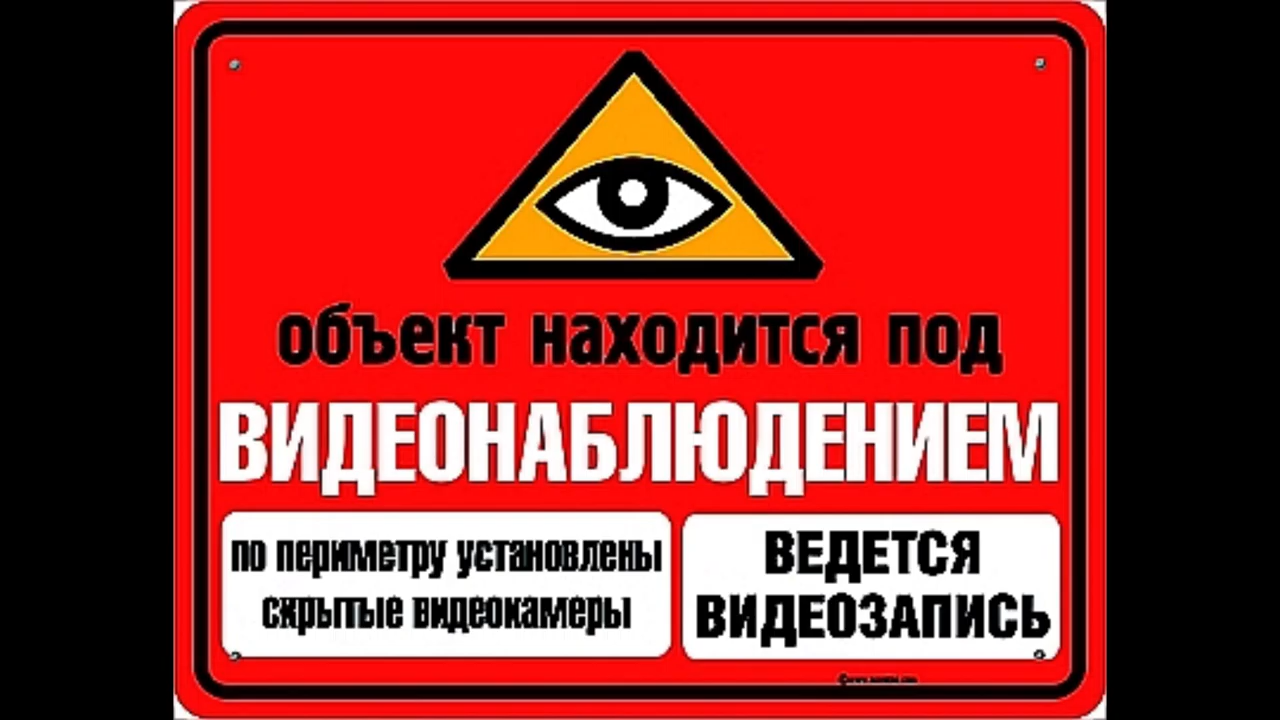 объект находится под
ВИДЕОНАБЛЮДЕНИЕМ
по периметру установлены
скрытые видеокамеры
ВЕДЕТСЯ
ВИДЕОЗАПИСЬ